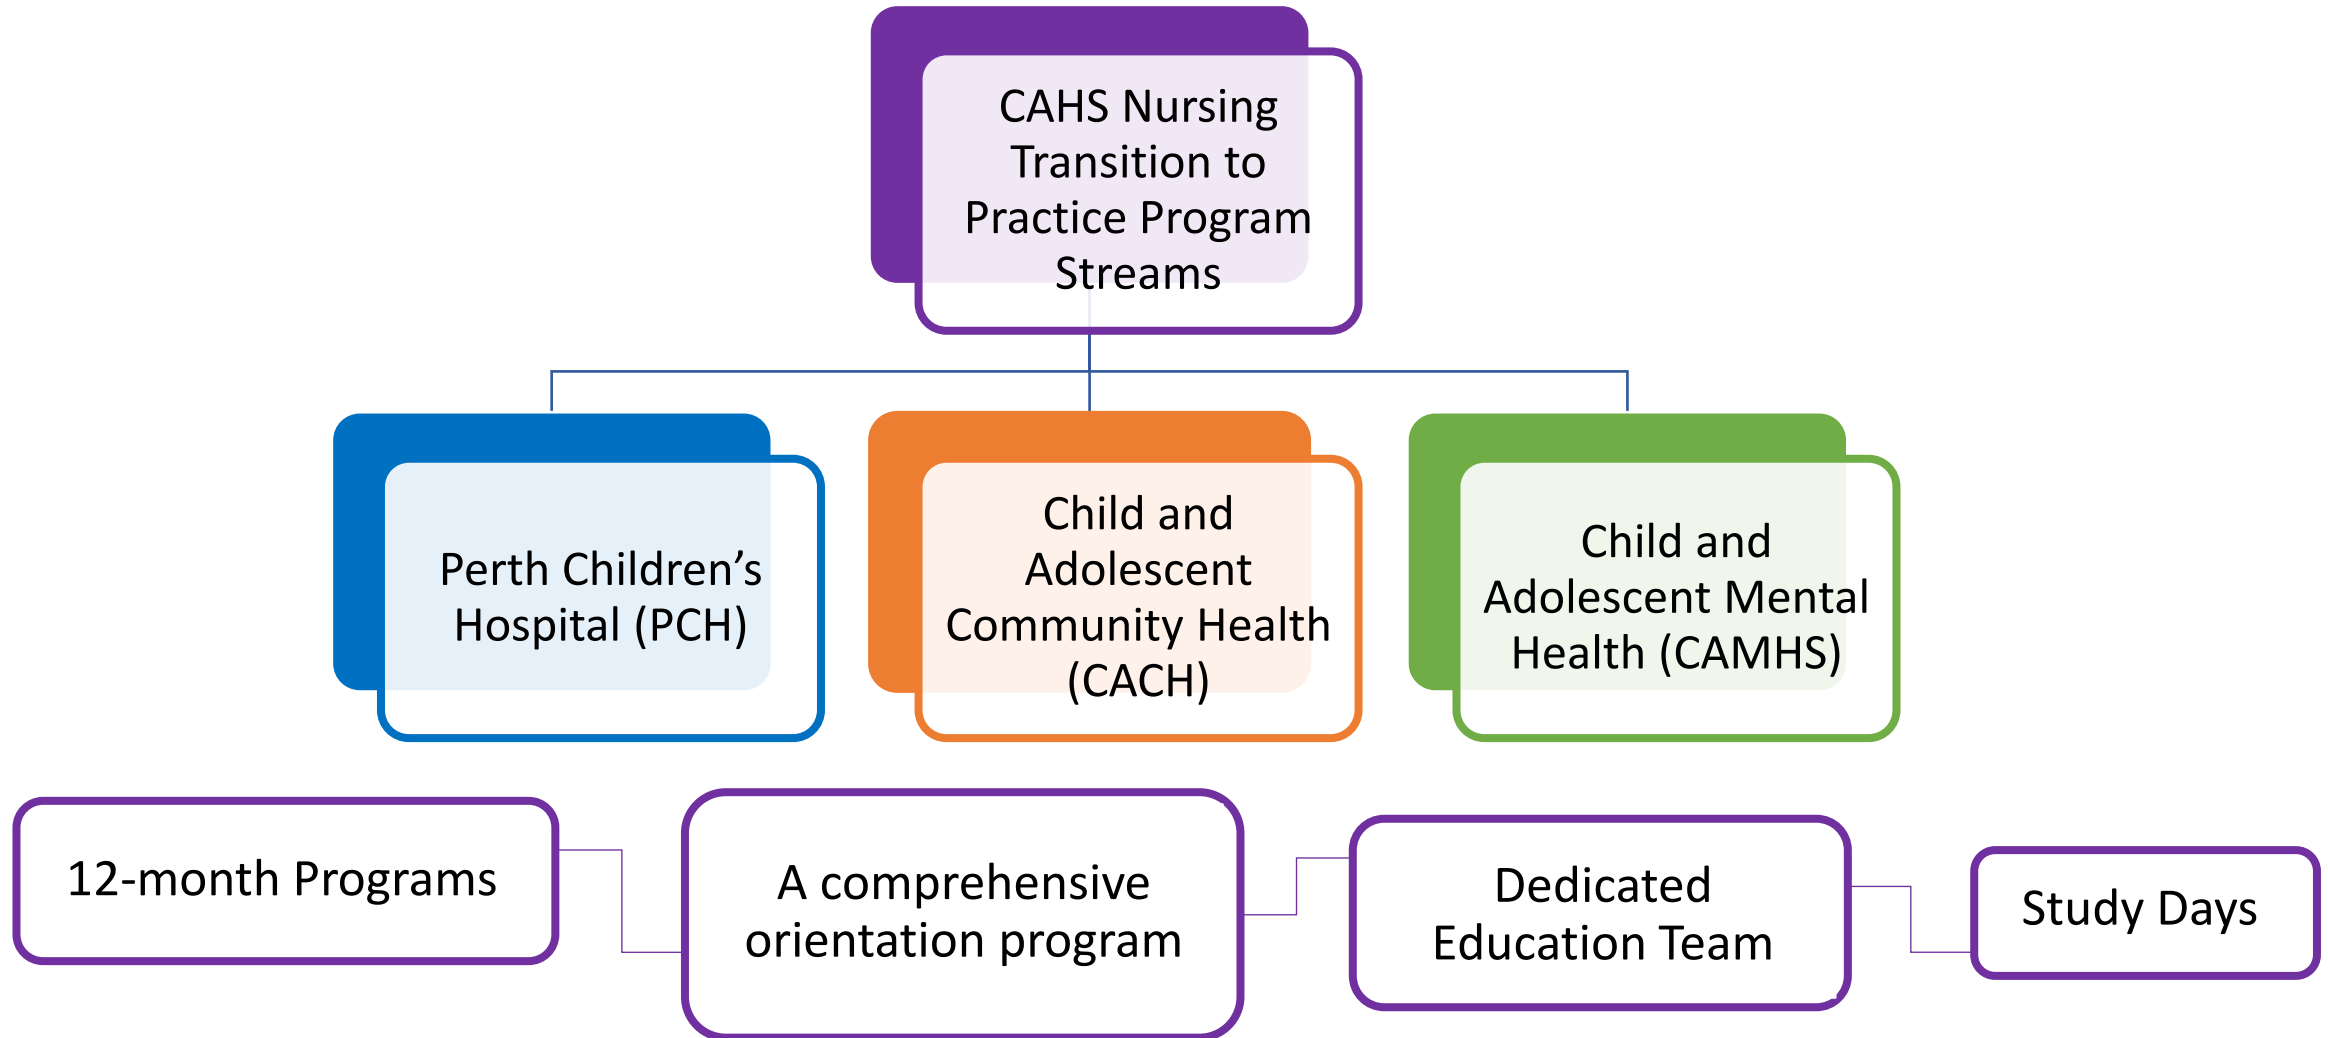 CAHS Nursing
Transition to
Practice Program
Streams
Perth Children’s
Hospital (PCH)
Child and
Adolescent
Community Health
(CACH)
Child and
Adolescent Mental
Health (CAMHS)
12-month Programs
A comprehensive
orientation program
Dedicated
Education Team
Study Days